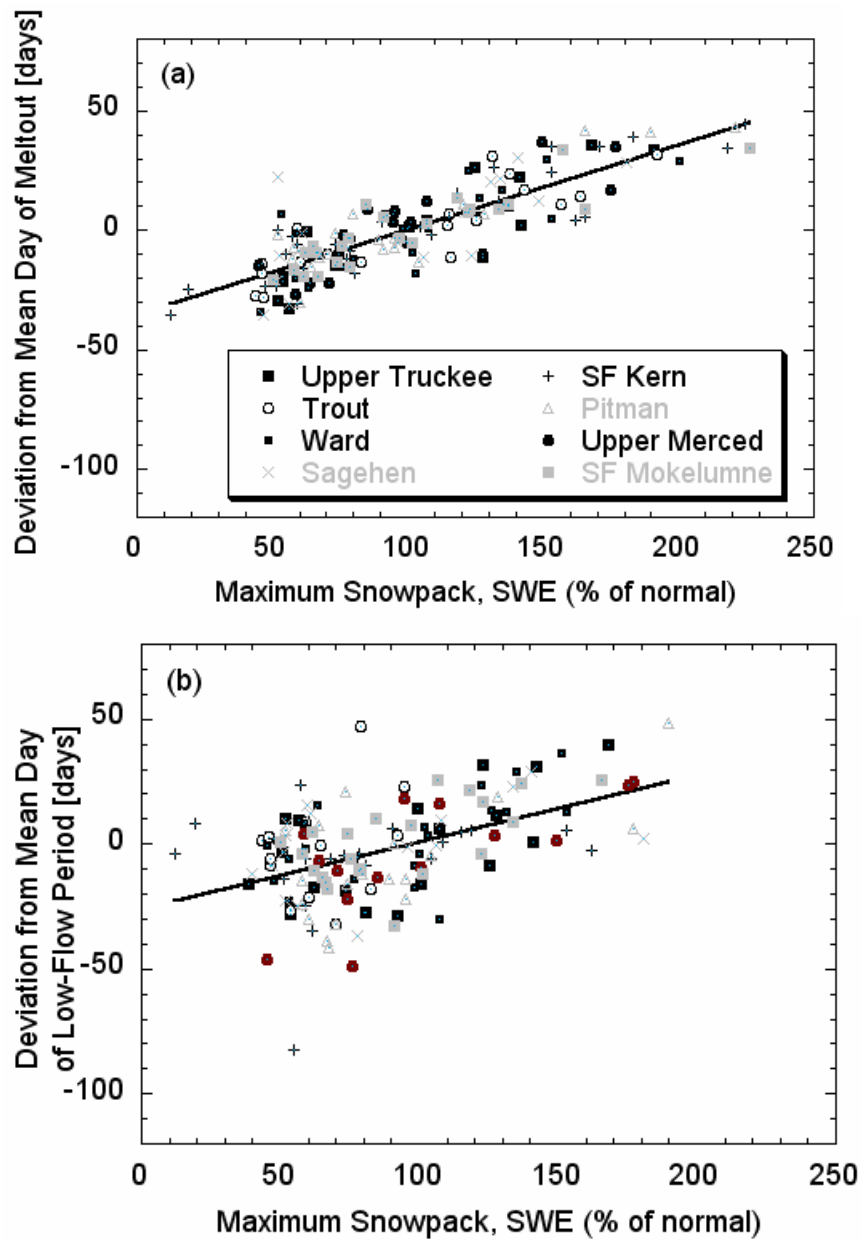 (a)
Deviation from Mean Day of Meltout [days]
50
0
-50
-100
Upper Truckee
SF Kern
Trout
Pitman
Ward
Upper Merced
Sagehen
SF Mokelumne
0 50 100 150 200 250
Maximum Snowpack, SWE (% of normal)
(b)
Deviation from Mean Day
of Low-Flow Period [days]
50
0
-50
-100
0 50 100 150 200 250
Maximum Snowpack, SWE (% of normal)